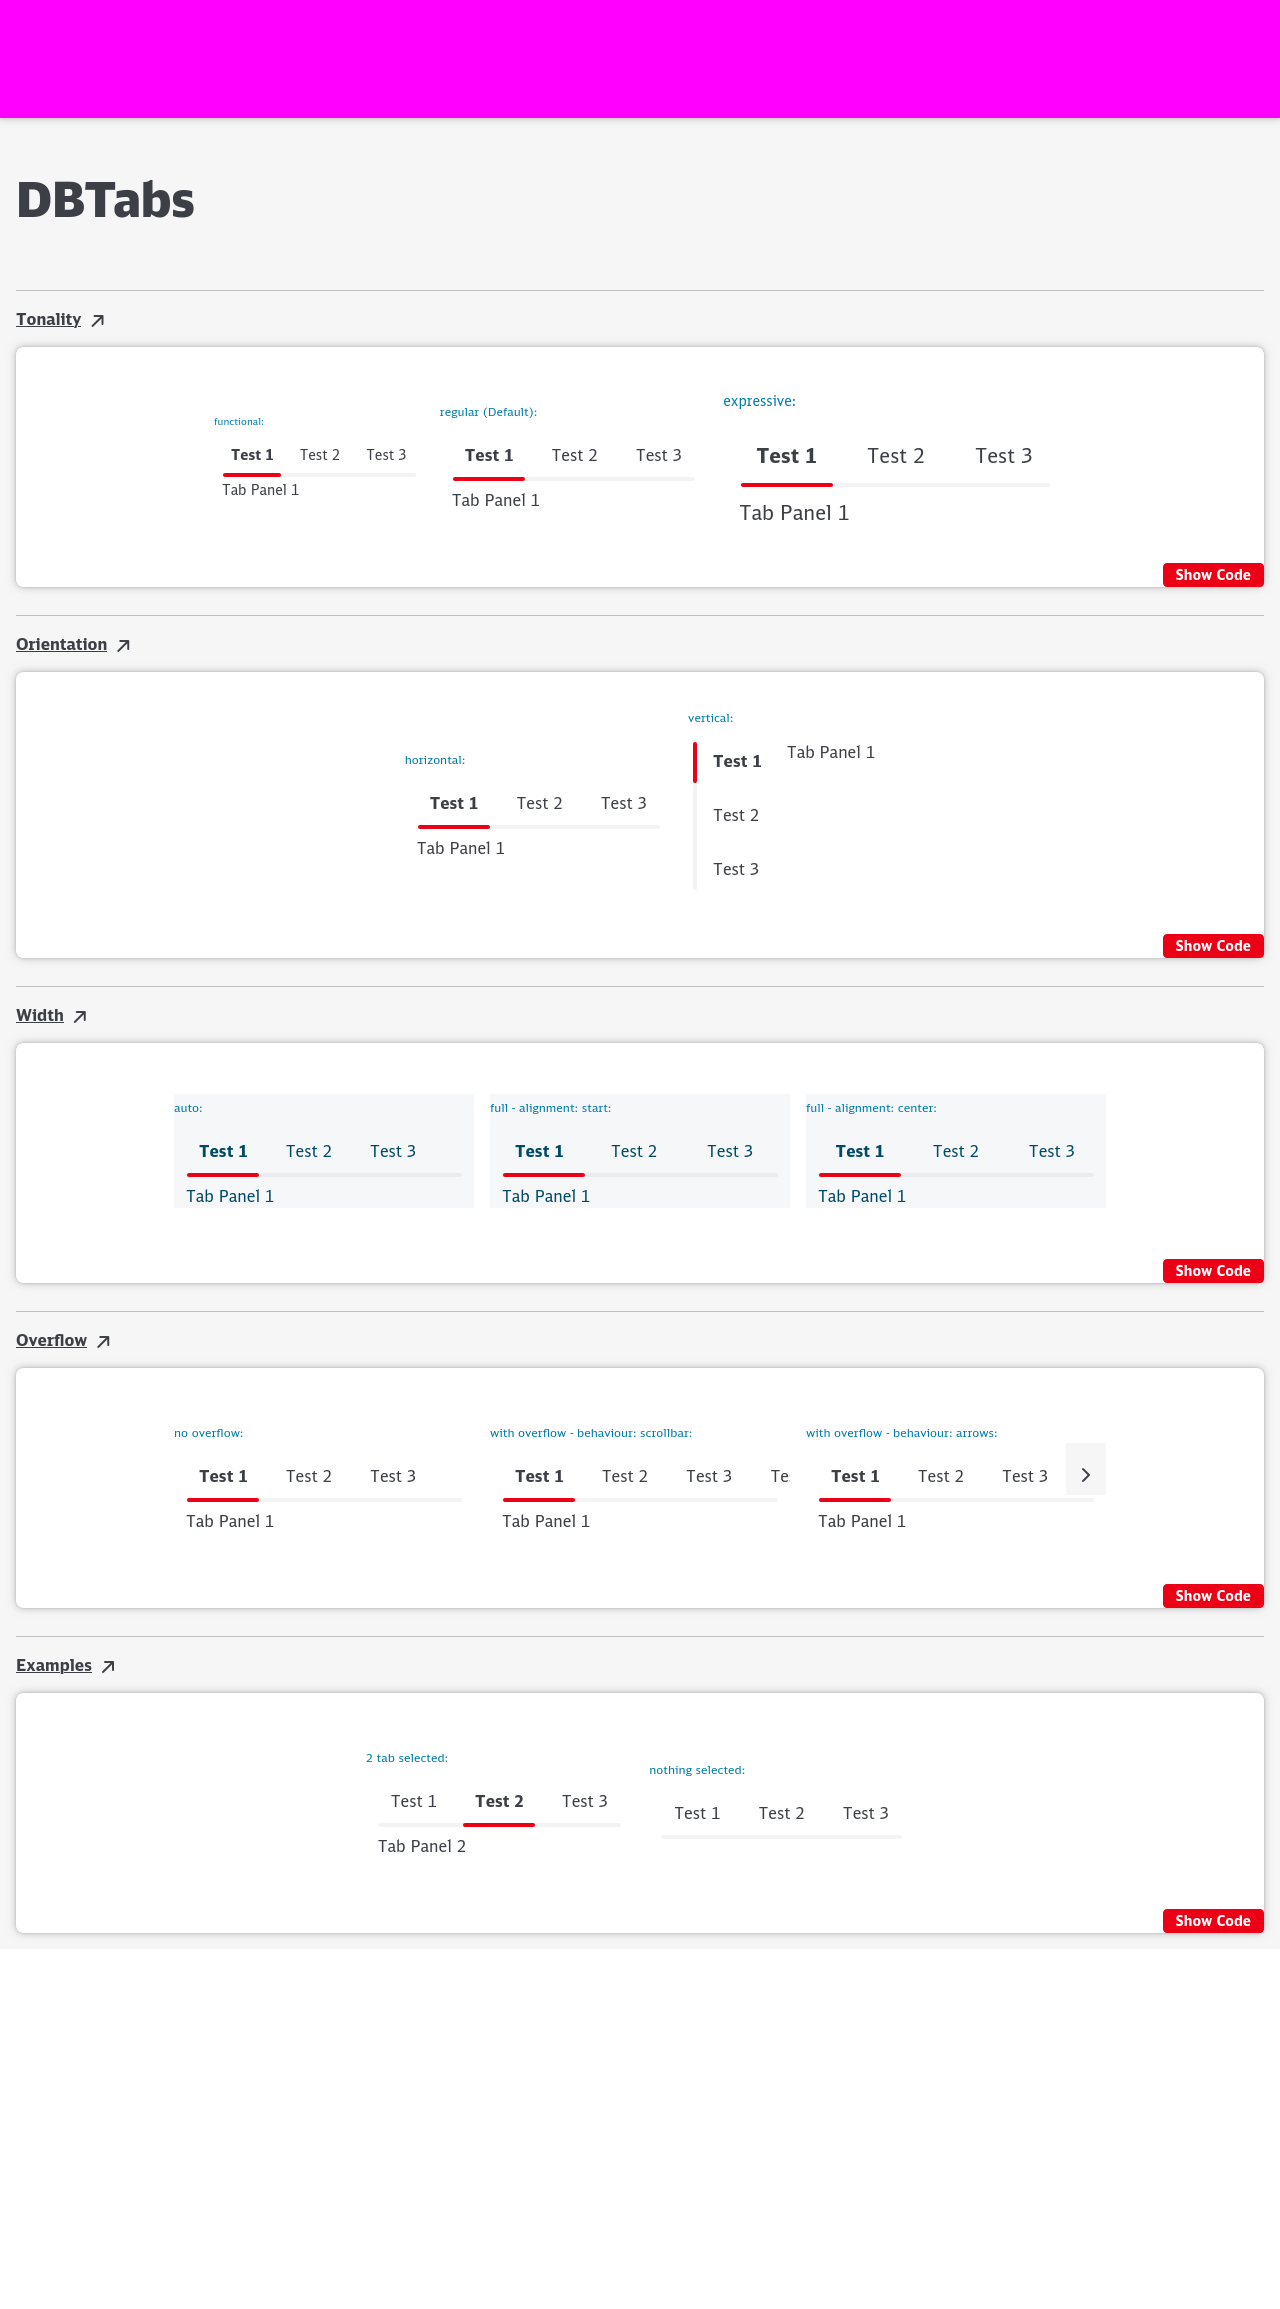 DBTabs
Tonality
functional:
Test 1 Test 2 Test 3
Tab Panel 1
regular (Default):
Test 1 Test 2 Test 3
Tab Panel 1
expressive:
Test 1 Test 2 Test 3
Tab Panel 1
Show Code
Orientation
horizontal:
Test 1 Test 2 Test 3
Tab Panel 1
vertical:
Test 1 Tab Panel 1
Test 2
Test 3
Show Code
Width
auto:
Test 1 Test 2 Test 3
Tab Panel 1
full - alignment: start:
Test 1 Test 2 Test 3
Tab Panel 1
full - alignment: center:
Test 1 Test 2 Test 3
Tab Panel 1
Show Code
Overflow
no overflow:
Test 1 Test 2 Test 3
Tab Panel 1
with overflow - behaviour: scrollbar:
Test 1 Test 2 Test 3 Te
Tab Panel 1
with overflow - behaviour: arrows:
Test 1 Test 2 Test 3
Tab Panel 1
Show Code
Examples
2 tab selected:
Test 1 Test 2 Test 3
Tab Panel 2
nothing selected:
Test 1 Test 2 Test 3
Show Code